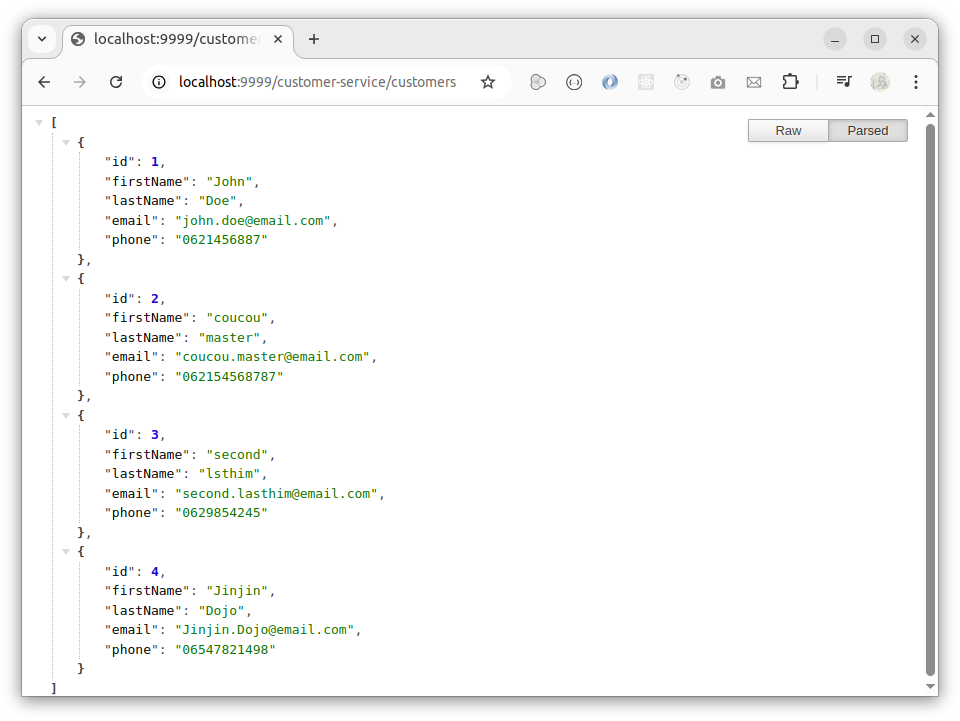 localhost:9999/custome
localhost:9999/customer-service/customers
Raw
Parsed
[
{
"id": 1,
"firstName": "John",
"lastName": "Doe",
"email": "john.doe@email.com",
"phone": "0621456887"
},
{
"id": 2,
"firstName": "coucou",
"lastName": "master",
"email": "coucou.master@email.com",
"phone": "062154568787"
},
{
"id": 3,
"firstName": "second",
"lastName": "lsthim",
"email": "second.lasthim@email.com",
"phone": "0629854245"
},
{
"id": 4,
"firstName": "Jinjin",
"lastName": "Dojo",
"email": "Jinjin.Dojo@email.com",
"phone": "06547821498"
}
]